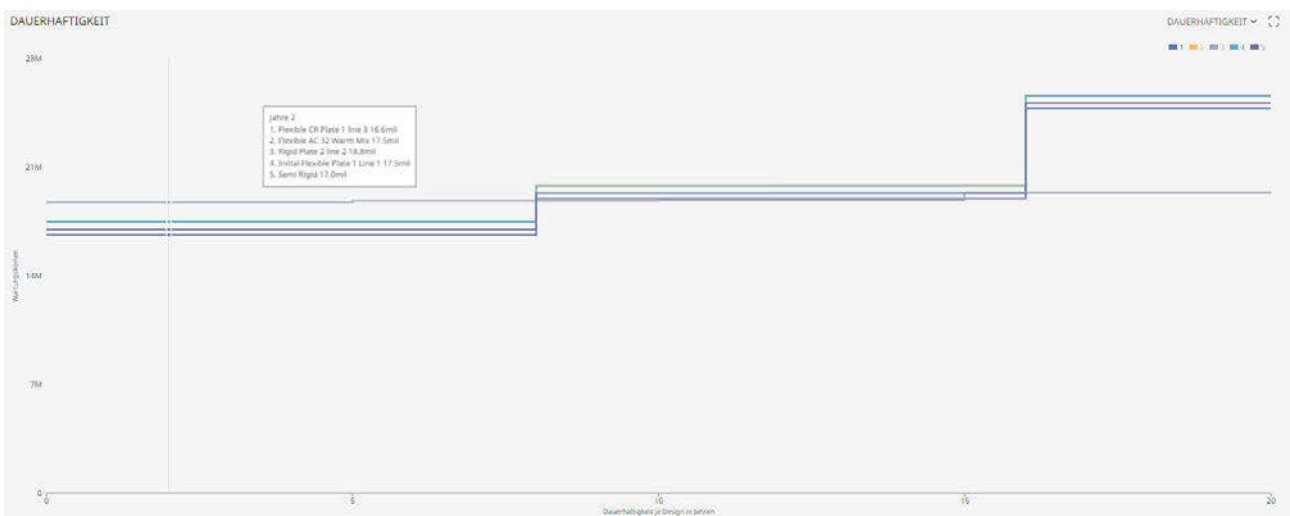 DAUERHAFTIGKEIT
DAUERHAFTIGKEIT
1 2 3 4 5
28M
Jahre 2
1. Flexible CR Plate 1 line 3 16.6mil
2. Flexible AC 32 Warm Mix 17.5mil
3. Rigid Plate 2 line 2 18.8mil
4. Initial Flexible Plate 1 Line 1 17.5mil
5. Semi Rigid 17.0mil
21M
Wartungskosten
14M
7M
0
0 5 10 15 20
Dauerhaftigkeit je Design in Jahren